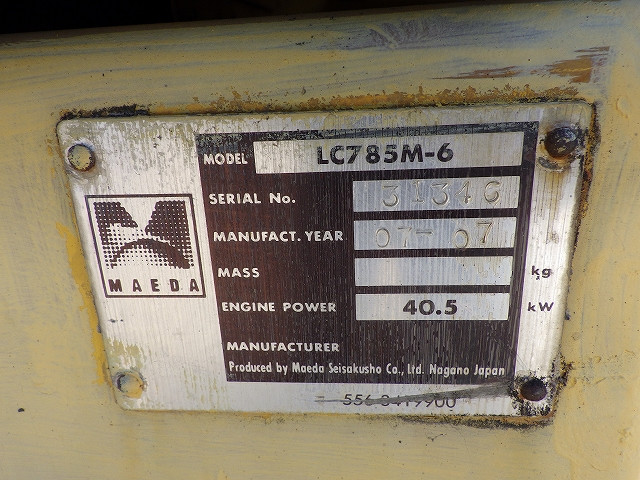 MAEDA
MODEL LC785M-6
SERIAL No. 31346
MANUFACT. YEAR 07-07
MASS kg
ENGINE POWER 40.5 kW
MANUFACTURER
Produced by Maeda Seisakusho Co., Ltd. Nagano Japan